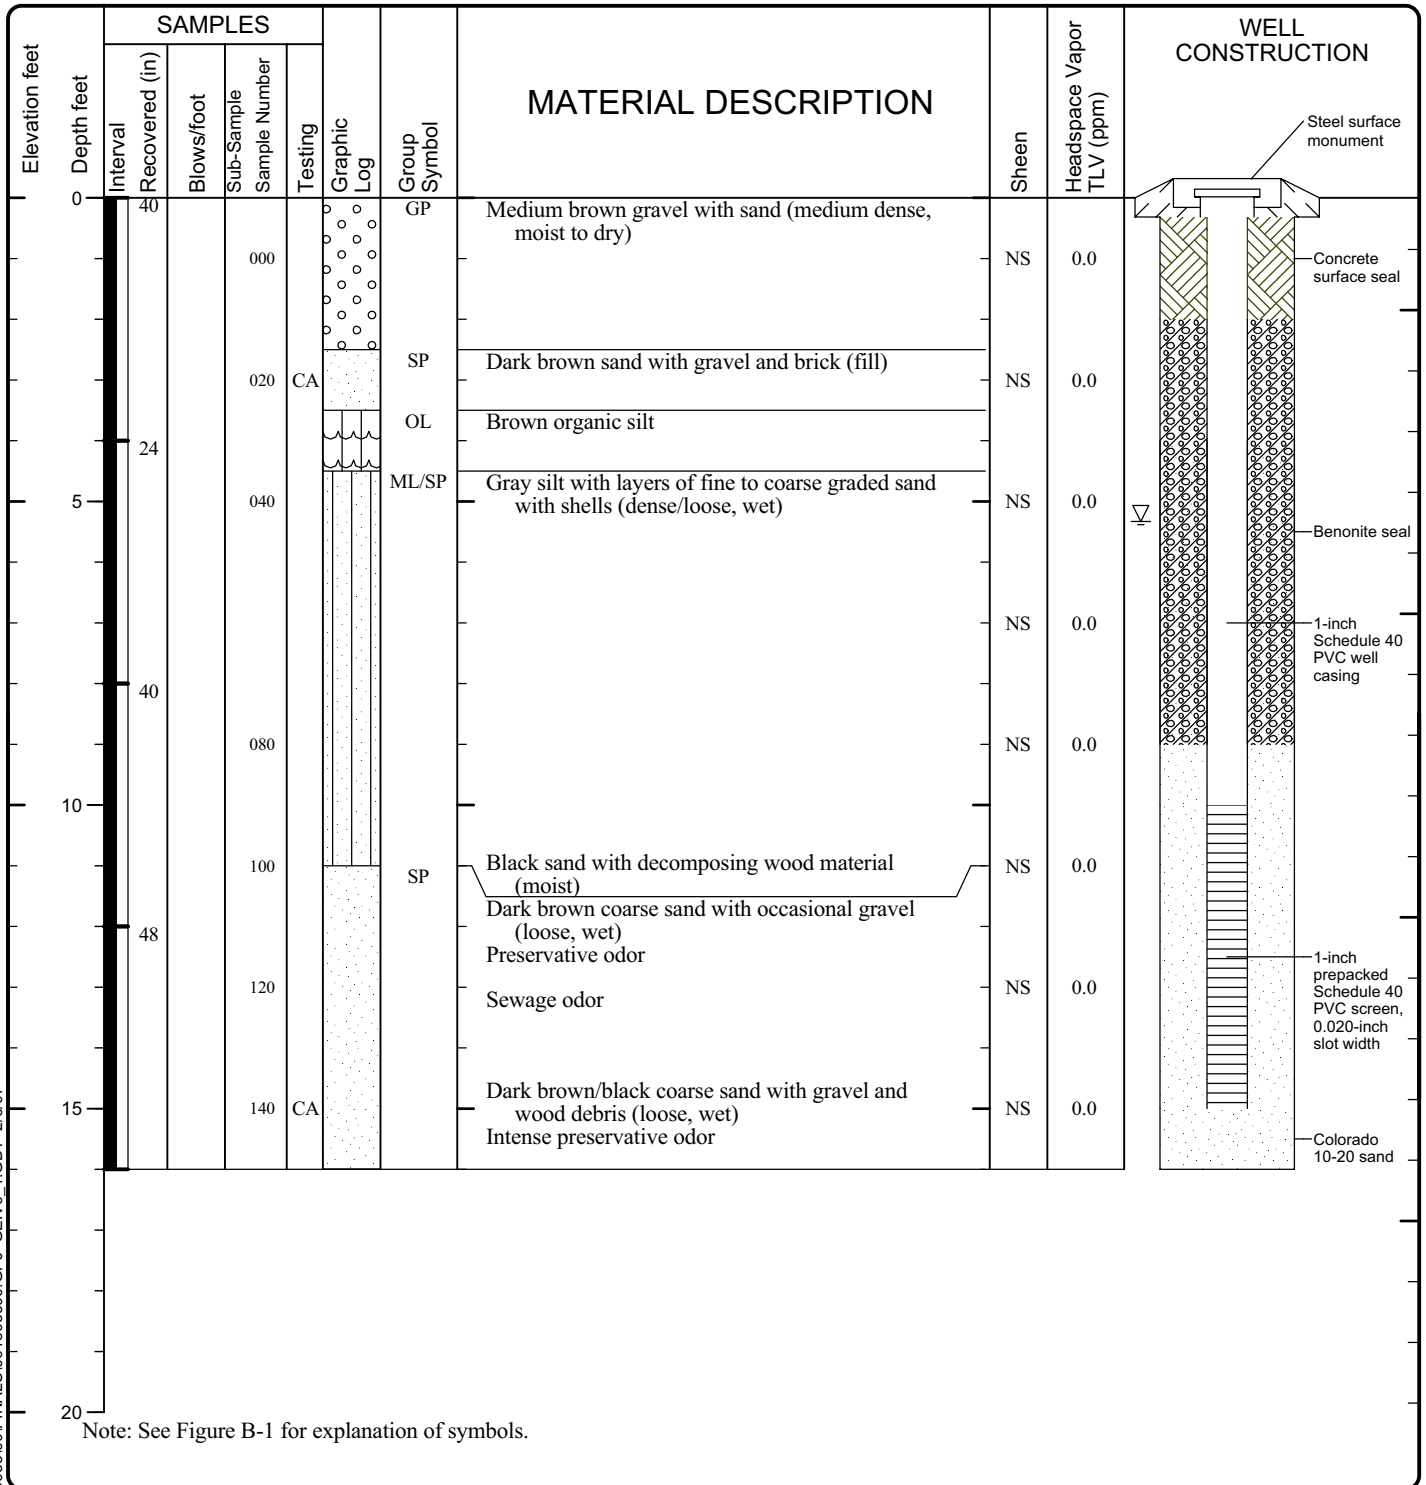 SAMPLES
WELL
CONSTRUCTION
Elevation feet
Depth feet
Interval
Recovered (in)
Blows/foot
Sub-Sample
Sample Number
Testing
Graphic
Log
Group
Symbol
MATERIAL DESCRIPTION
Sheen
Headspace Vapor
TLV (ppm)
Steel surface
monument
0
40
GP
Medium brown gravel with sand (medium dense,
moist to dry)
000
NS
0.0
Concrete
surface seal
SP
Dark brown sand with gravel and brick (fill)
020
CA
NS
0.0
OL
Brown organic silt
24
ML/SP
Gray silt with layers of fine to coarse graded sand
with shells (dense/loose, wet)
5
040
NS
0.0
Benonite seal
NS
0.0
1-inch
Schedule 40
PVC well
casing
40
080
NS
0.0
10
100
SP
Black sand with decomposing wood material
(moist)
NS
0.0
Dark brown coarse sand with occasional gravel
(loose, wet)
48
Preservative odor
1-inch
prepacked
Schedule 40
PVC screen,
0.020-inch
slot width
120
Sewage odor
NS
0.0
Dark brown/black coarse sand with gravel and
wood debris (loose, wet)
15
140
CA
NS
0.0
Intense preservative odor
Colorado
10-20 sand
20
Note: See Figure B-1 for explanation of symbols.